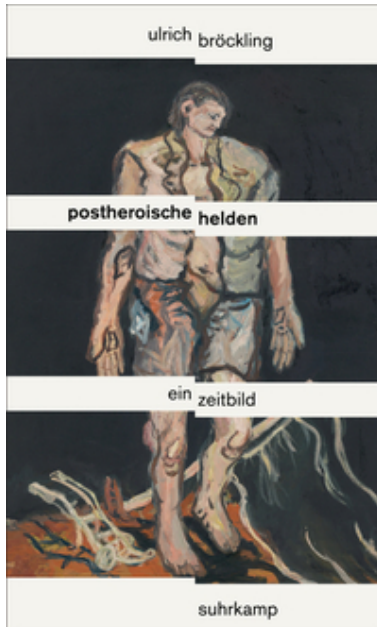 ulrich bröckling
postheroische helden
ein zeitbild
suhrkamp